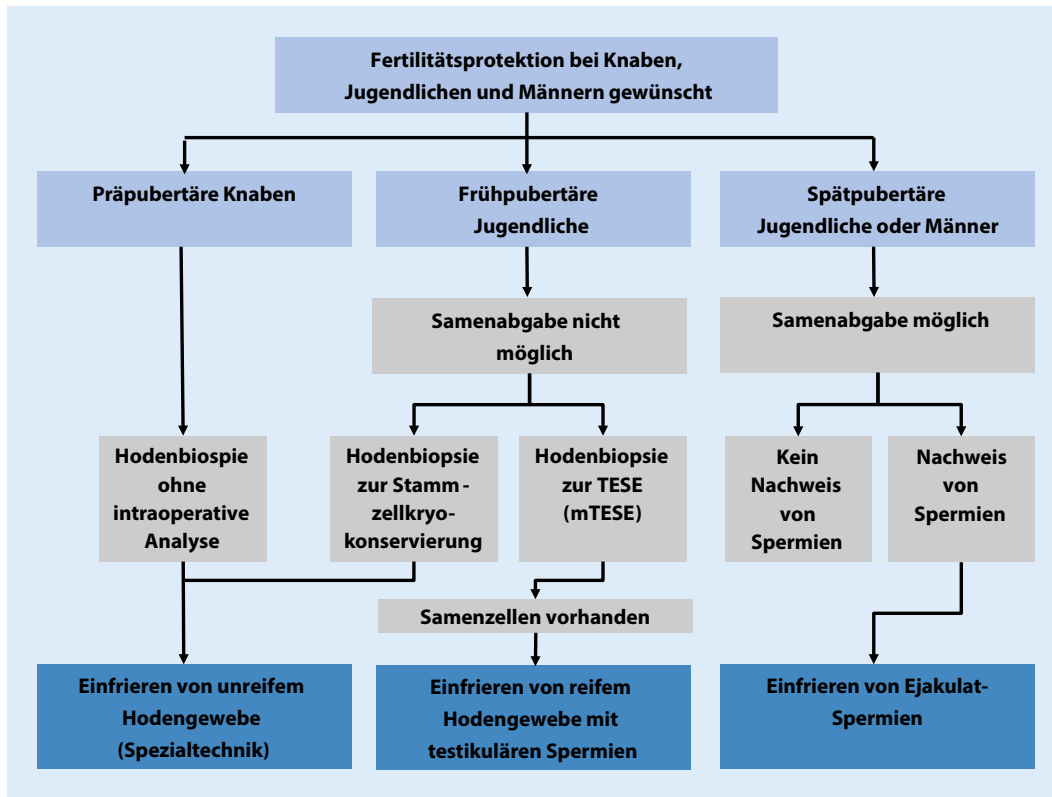 Fertilitätsprotektion bei Knaben,
Jugendlichen und Männern gewünscht
Präpubertäre Knaben
Frühpubertäre
Jugendliche
Spätpubertäre
Jugendliche oder Männer
Samenabgabe nicht
möglich
Samenabgabe möglich
Hodenbiospie
ohne
intraoperative
Analyse
Hodenbiopsie
zur Stamm-
zellkryo-
konservierung
Hodenbiopsie
zur TESE
(mTESE)
Kein
Nachweis
von
Spermien
Nachweis
von
Spermien
Samenzellen vorhanden
Einfrieren von unreifem
Hodengewebe
(Spezialtechnik)
Einfrieren von reifem
Hodengewebe mit
testikulären Spermien
Einfrieren von Ejakulat-
Spermien